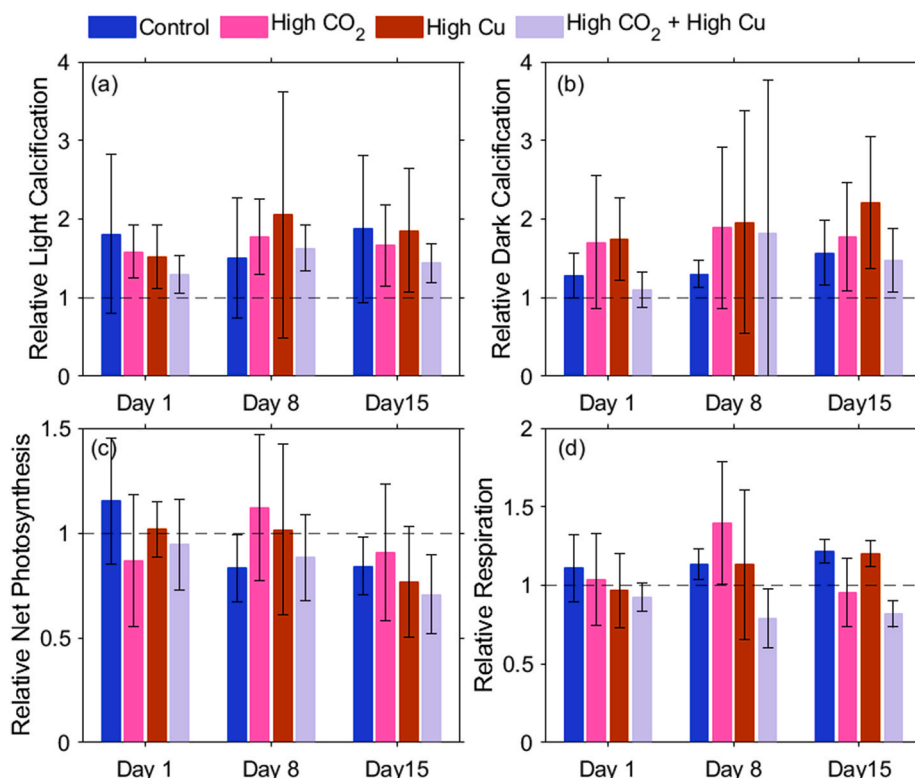 Control High CO₂ High Cu High CO₂ + High Cu
(a)
Relative Light Calcification
4
3
2
1
0
Day 1 Day 8 Day15
(b)
Relative Dark Calcification
4
3
2
1
0
Day 1 Day 8 Day15
(c)
Relative Net Photosynthesis
1.5
1
0.5
0
Day 1 Day 8 Day15
(d)
Relative Respiration
2
1.5
1
0.5
0
Day 1 Day 8 Day15